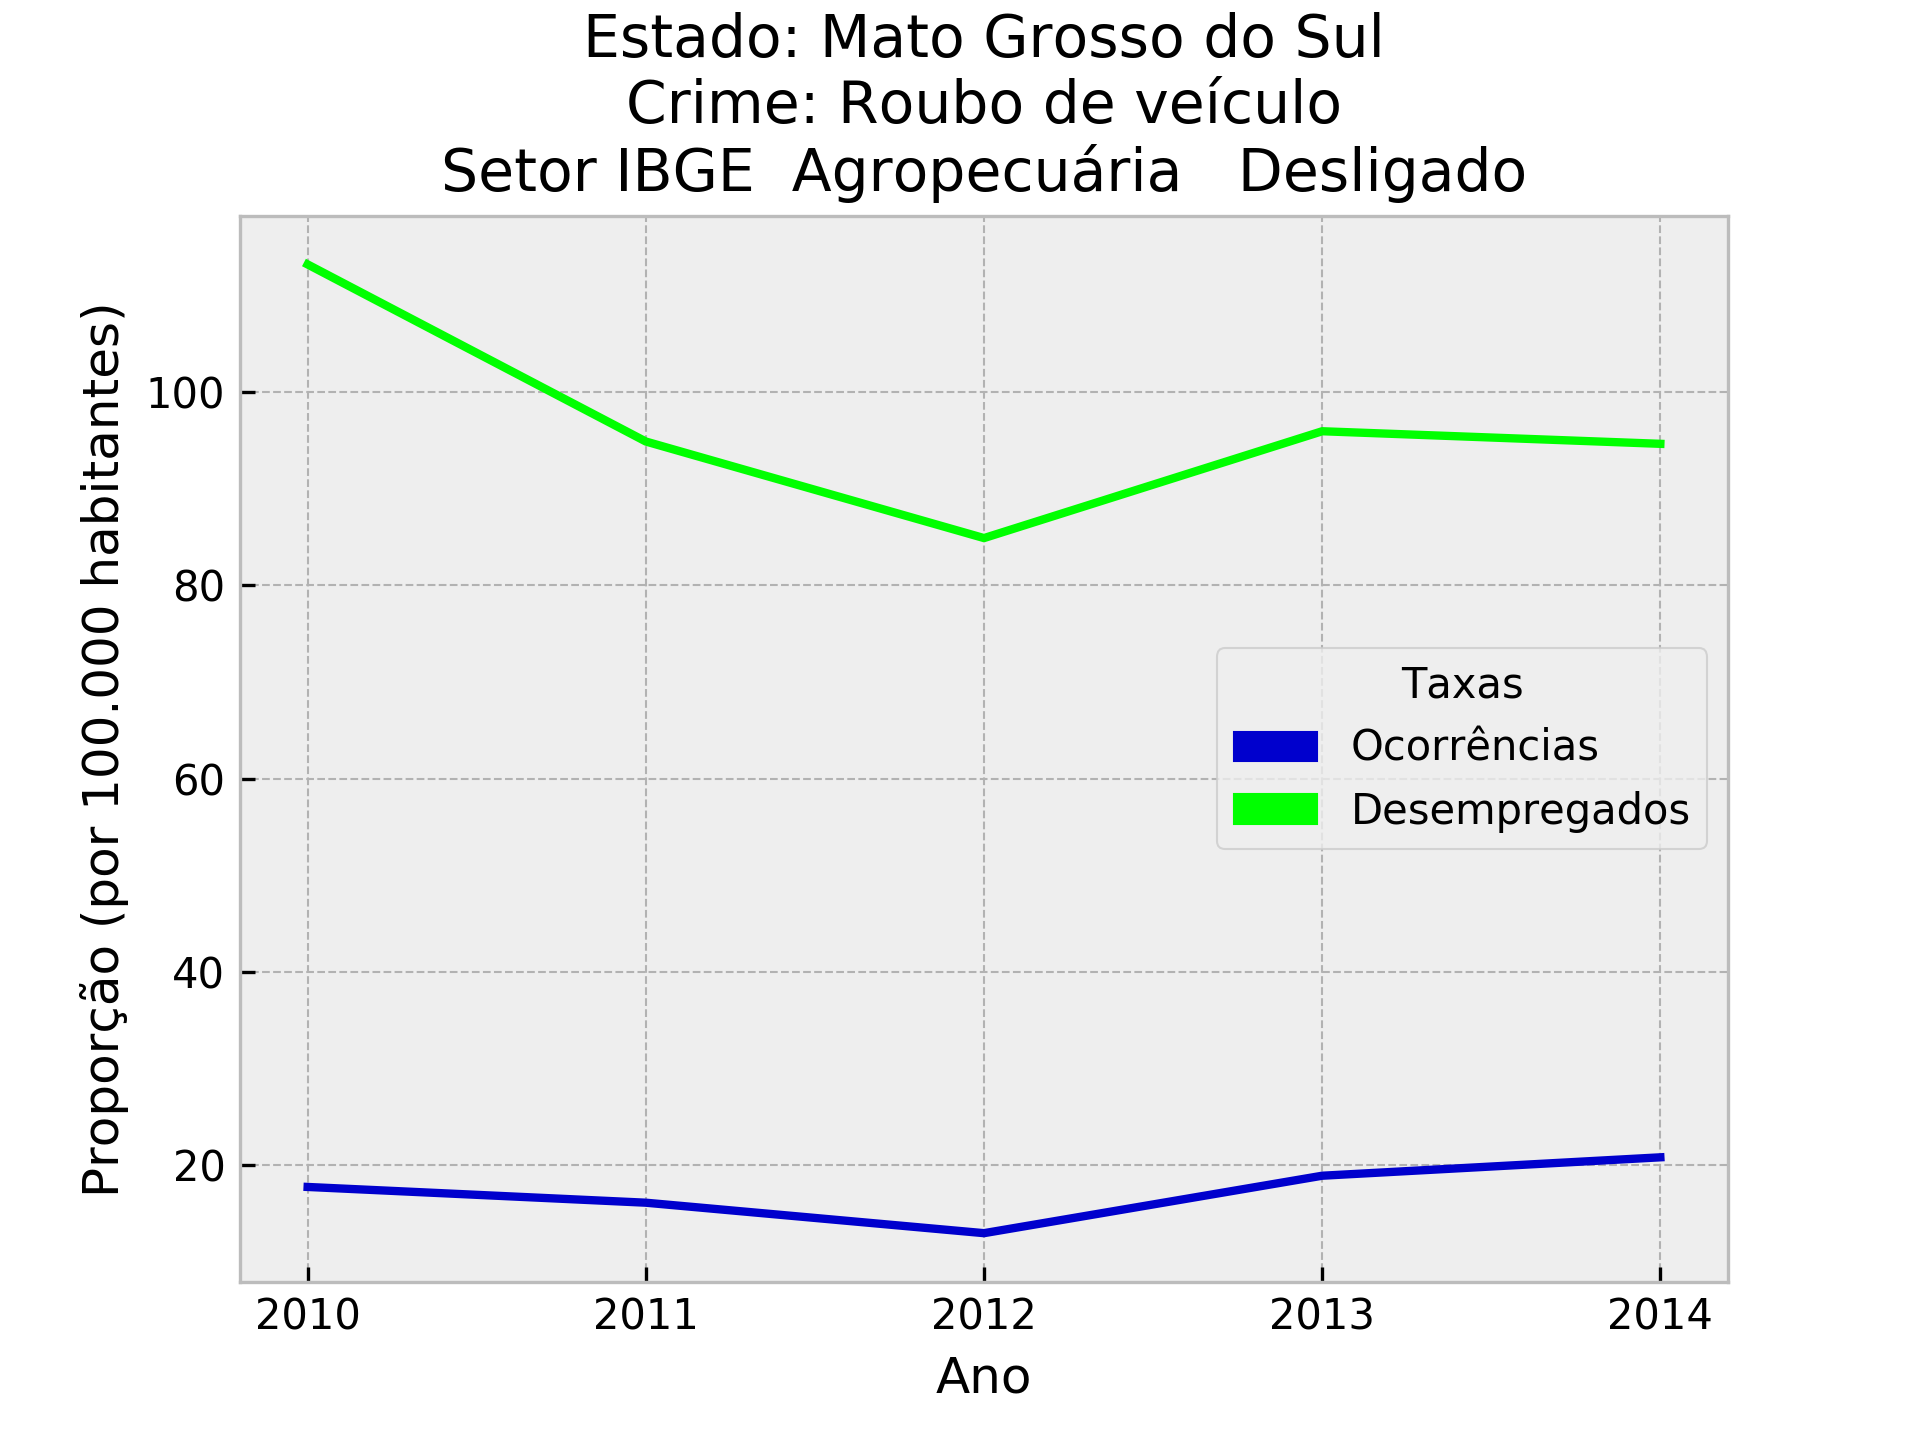 Estado: Mato Grosso do Sul
Crime: Roubo de veículo
Setor IBGE  Agropecuária   Desligado
Proporção (por 100.000 habitantes)
100
80
60
40
20
Taxas
Ocorrências
Desempregados
2010 2011 2012 2013 2014
Ano